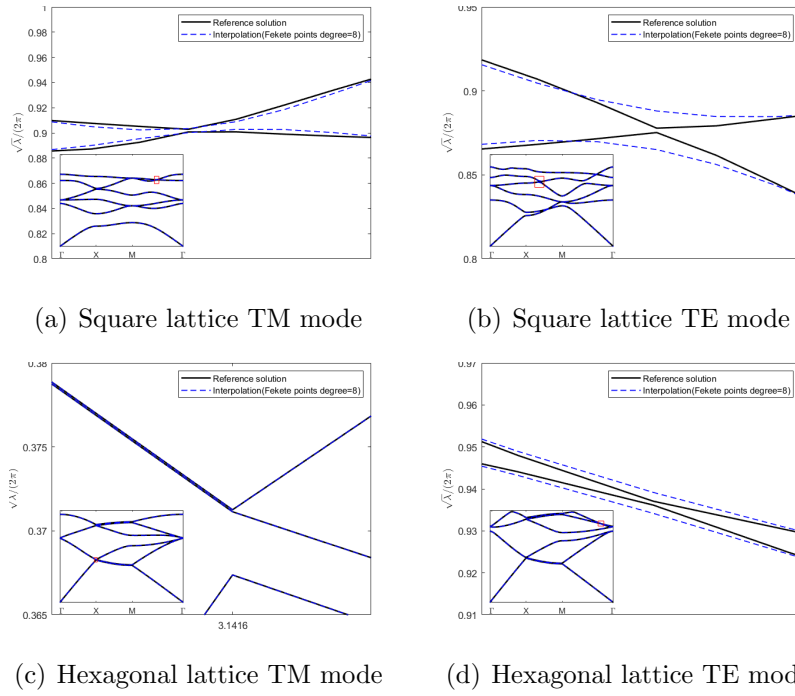 0.95
1
Reference solution
Interpolation(Fekete points degree=8)
0.98
0.96
0.94
0.92
0.9
0.88
0.86
0.84
0.82
0.8
√λ/(2π)
Γ X M Γ
Reference solution
Interpolation(Fekete points degree=8)
0.9
0.85
0.8
√λ/(2π)
Γ X M Γ
(a) Square lattice TM mode
(b) Square lattice TE mode
0.38
0.375
0.37
0.365
√λ/(2π)
Reference solution
Interpolation(Fekete points degree=8)
Γ X M Γ
3.1416
0.97
0.96
0.95
0.94
0.93
0.92
0.91
√λ/(2π)
Reference solution
Interpolation(Fekete points degree=8)
Γ X M Γ
(c) Hexagonal lattice TM mode
(d) Hexagonal lattice TE mod